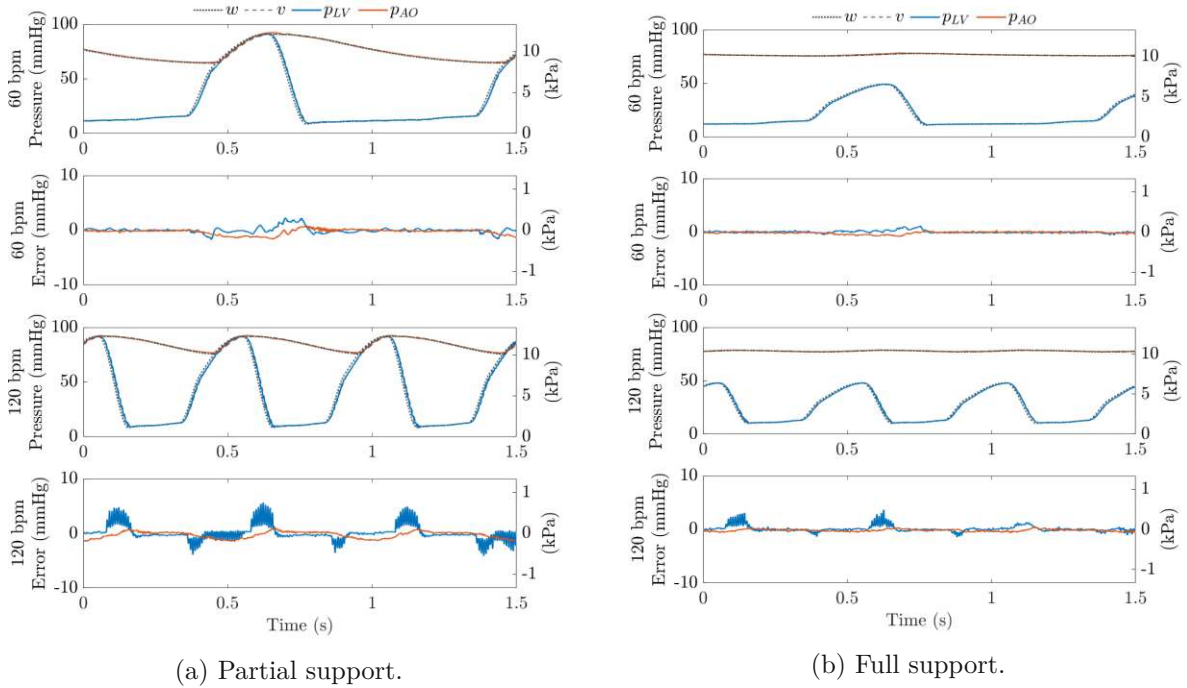 w v pLV pAO
100
50
0
60 bpm
Pressure (mmHg)
10
5
0
(kPa)
0 0.5 1 1.5
10
0
-10
60 bpm
Error (mmHg)
1
0
-1
(kPa)
0 0.5 1 1.5
100
50
0
120 bpm
Pressure (mmHg)
10
5
0
(kPa)
0 0.5 1 1.5
10
0
-10
120 bpm
Error (mmHg)
1
0
-1
(kPa)
0 0.5 1 1.5
Time (s)
(a) Partial support.
w v pLV pAO
100
50
0
60 bpm
Pressure (mmHg)
10
5
0
(kPa)
0 0.5 1 1.5
10
0
-10
60 bpm
Error (mmHg)
1
0
-1
(kPa)
0 0.5 1 1.5
100
50
0
120 bpm
Pressure (mmHg)
10
5
0
(kPa)
0 0.5 1 1.5
10
0
-10
120 bpm
Error (mmHg)
1
0
-1
(kPa)
0 0.5 1 1.5
Time (s)
(b) Full support.